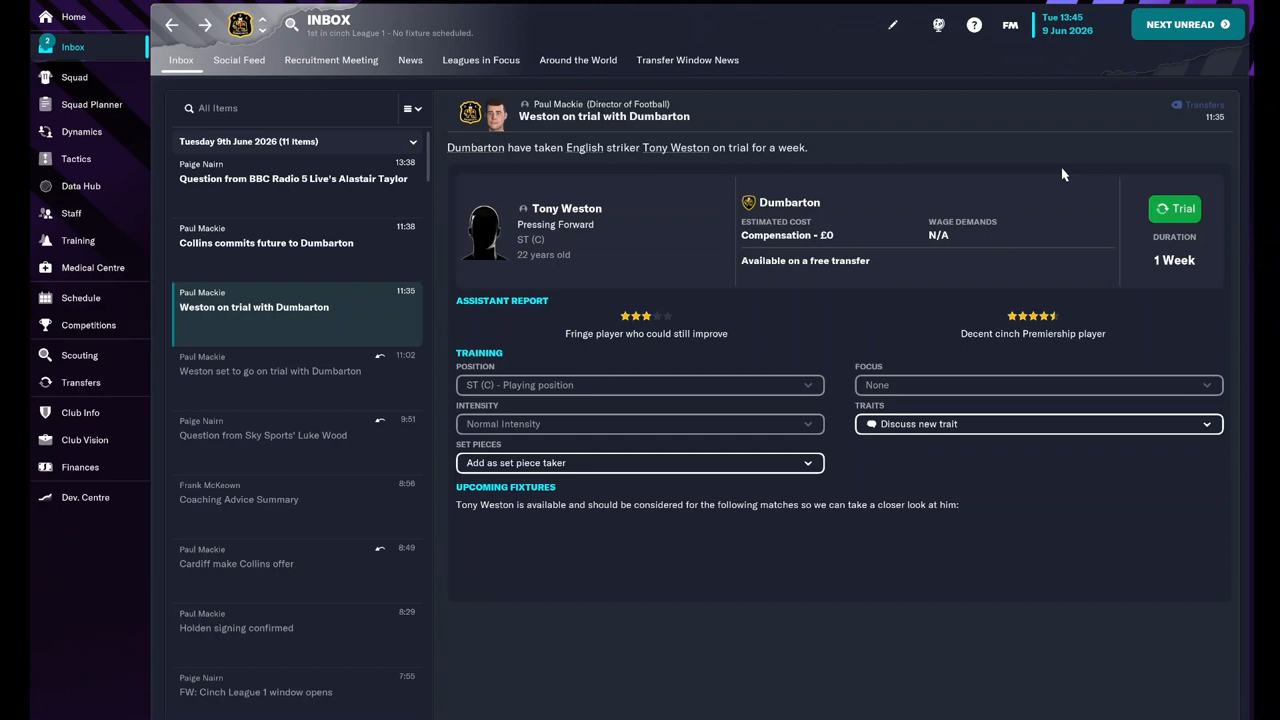 Home
2
Inbox
Squad
Squad Planner
Dynamics
Tactics
Data Hub
Staff
Training
Medical Centre
Schedule
Competitions
Scouting
Transfers
Club Info
Club Vision
Finances
Dev. Centre
INBOX
1st in cinch League 1 - No fixture scheduled.
FM
Tue 13:45
9 Jun 2026
NEXT UNREAD
Inbox
Social Feed
Recruitment Meeting
News
Leagues in Focus
Around the World
Transfer Window News
All Items
Tuesday 9th June 2026 (11 Items)
Paige Nairn 13:38
Question from BBC Radio 5 Live's Alastair Taylor
Paul Mackie 11:38
Collins commits future to Dumbarton
Paul Mackie 11:35
Weston on trial with Dumbarton
Paul Mackie 11:02
Weston set to go on trial with Dumbarton
Paige Nairn 9:51
Question from Sky Sports' Luke Wood
Frank McKeown 8:56
Coaching Advice Summary
Paul Mackie 8:49
Cardiff make Collins offer
Paul Mackie 8:29
Holden signing confirmed
Paige Nairn 7:55
FW: Cinch League 1 window opens
Paul Mackie (Director of Football)
Weston on trial with Dumbarton
Transfers
11:35
Dumbarton have taken English striker Tony Weston on trial for a week.
Tony Weston
Pressing Forward
ST (C)
22 years old
Dumbarton
ESTIMATED COST WAGE DEMANDS
Compensation - £0 N/A
Available on a free transfer
Trial
DURATION
1 Week
ASSISTANT REPORT
Fringe player who could still improve
Decent cinch Premiership player
TRAINING
POSITION FOCUS
ST (C) - Playing position None
INTENSITY TRAITS
Normal Intensity Discuss new trait
SET PIECES
Add as set piece taker
UPCOMING FIXTURES
Tony Weston is available and should be considered for the following matches so we can take a closer look at him: